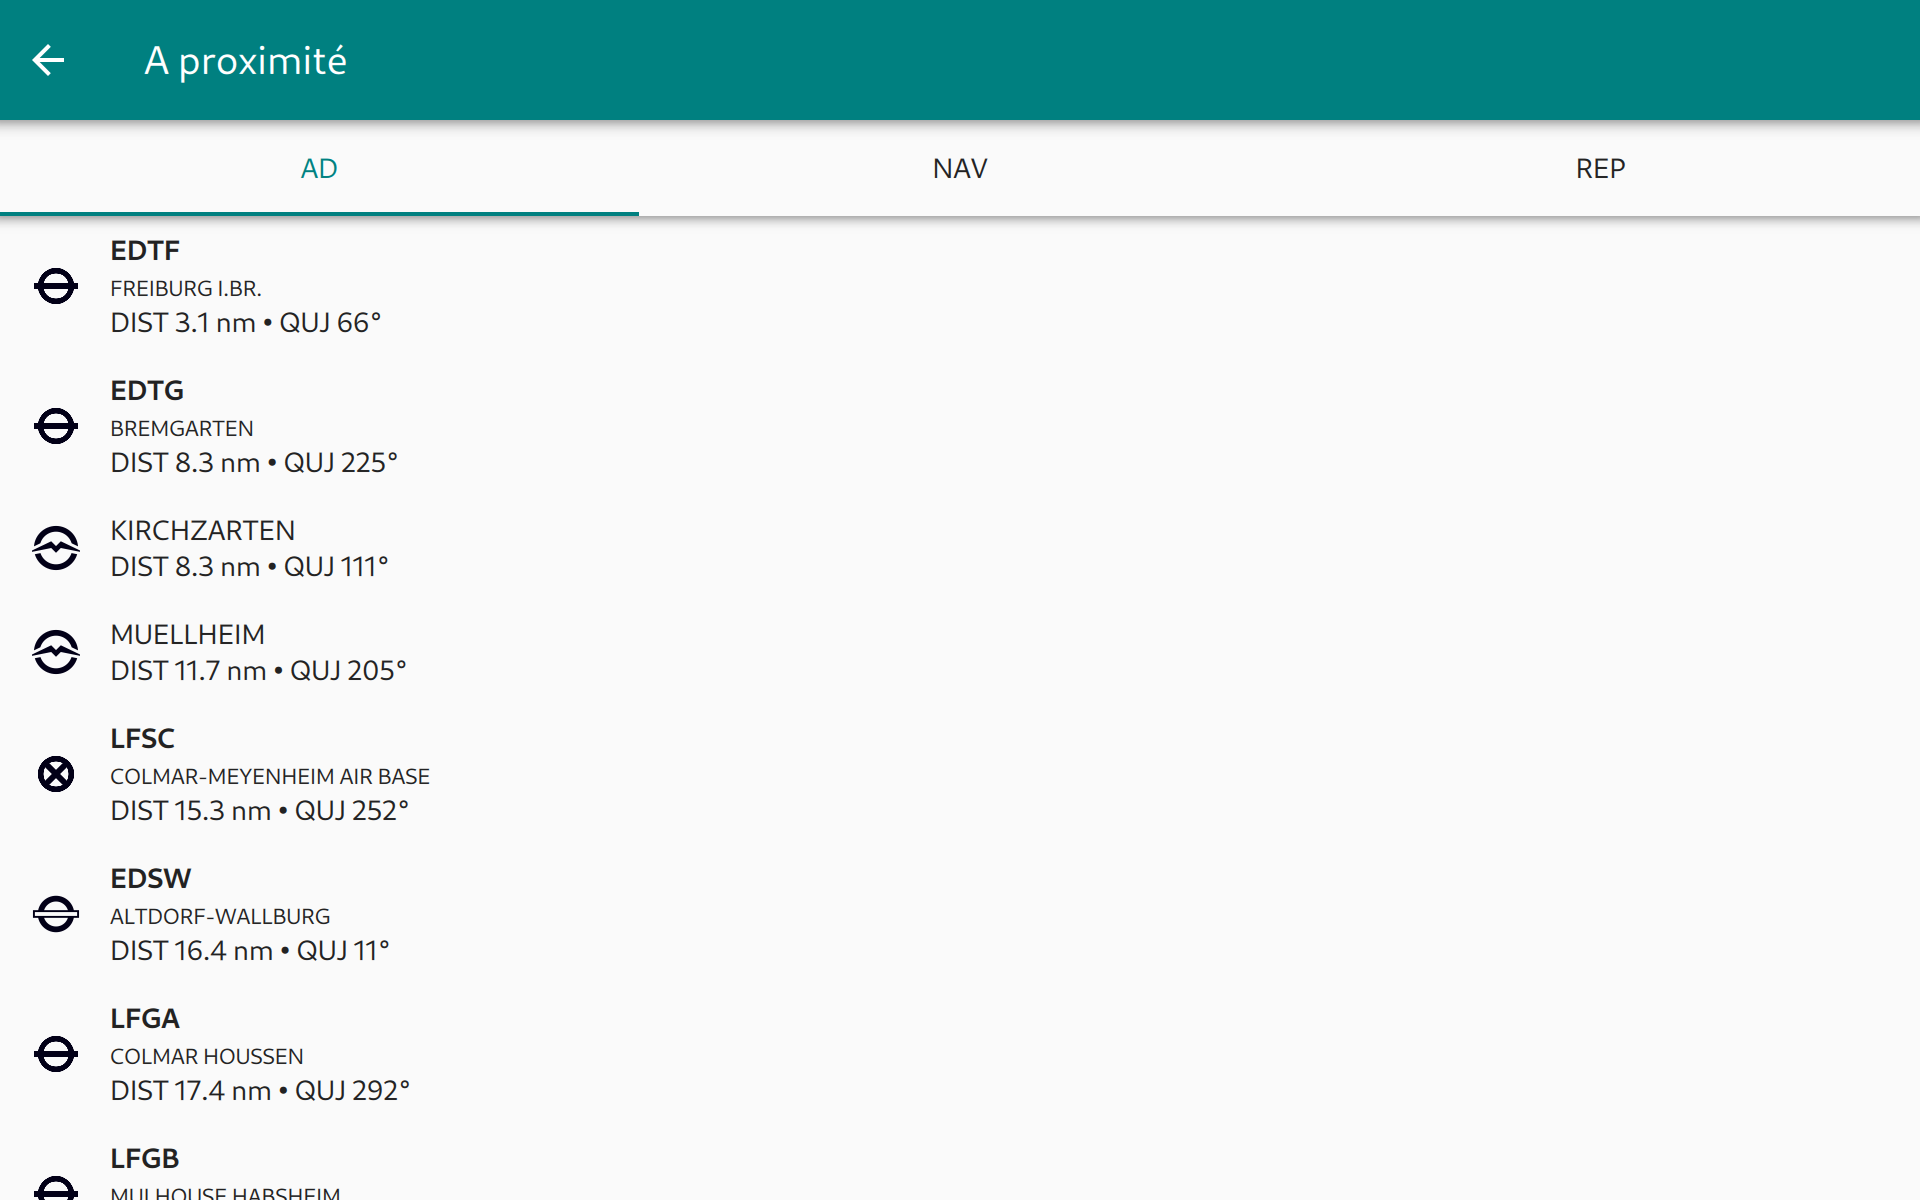 A proximité
AD
NAV
REP
EDTF
FREIBURG I.BR.
DIST 3.1 nm • QUJ 66°
EDTG
BREMGARTEN
DIST 8.3 nm • QUJ 225°
KIRCHZARTEN
DIST 8.3 nm • QUJ 111°
MUELLHEIM
DIST 11.7 nm • QUJ 205°
LFSC
COLMAR-MEYENHEIM AIR BASE
DIST 15.3 nm • QUJ 252°
EDSW
ALTDORF-WALLBURG
DIST 16.4 nm • QUJ 11°
LFGA
COLMAR HOUSSEN
DIST 17.4 nm • QUJ 292°
LFGB
MULHOUSE HABSHEIM